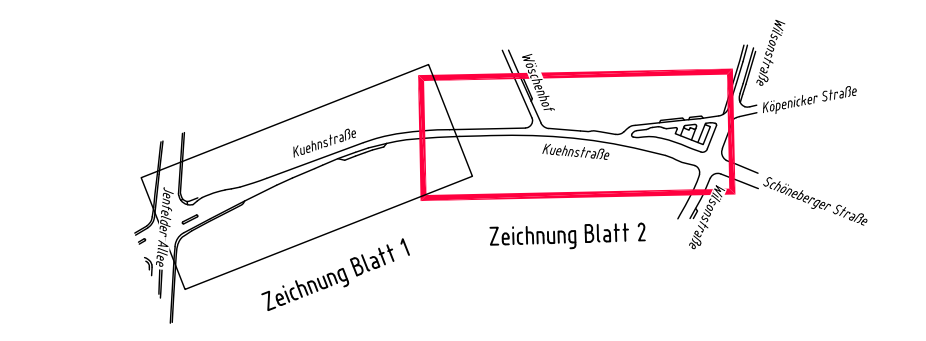 Wilsonstraße
Wöschenhof
Köpenicker Straße
Kuehnstraße
Kuehnstraße
Jenfelder Allee
Schöneberger Straße
Wilsonstraße
Zeichnung Blatt 1
Zeichnung Blatt 2